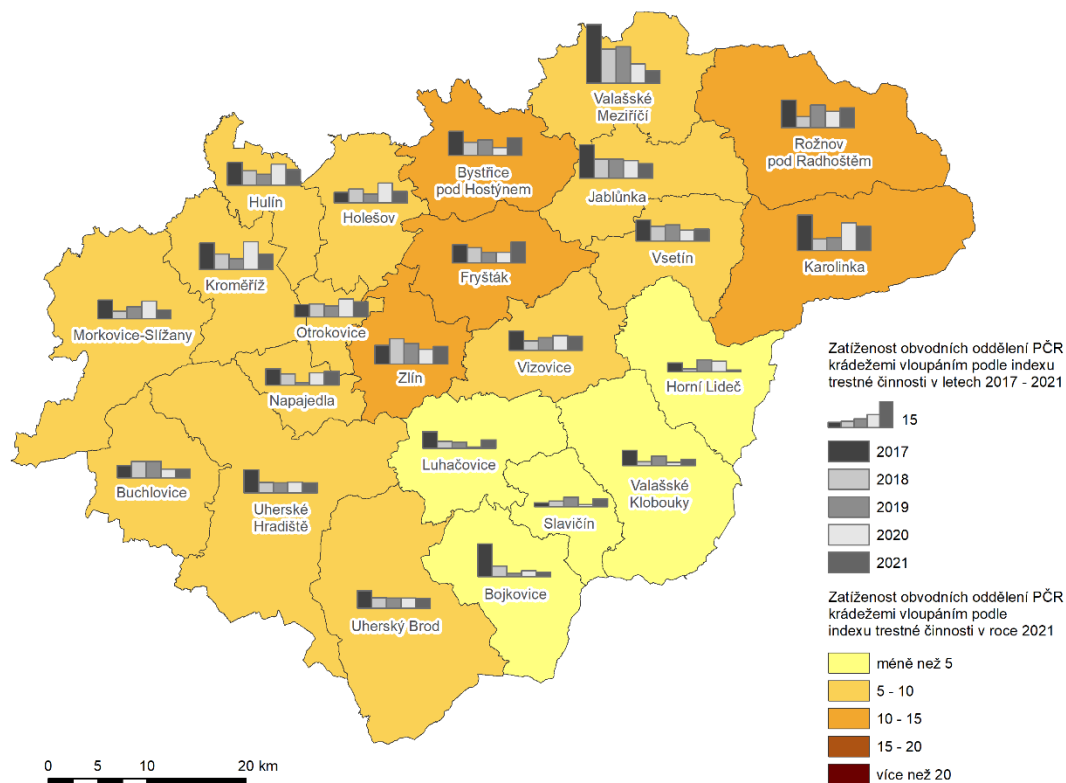 Valašské
Meziříčí
Rožnov
pod Radhoštěm
Bystřice
pod Hostýnem
Jablůnka
Hulín
Holešov
Vsetín
Karolinka
Fryšták
Kroměříž
Morkovice-Slížany
Otrokovice
Zlín
Vizovice
Napajedla
Horní Lideč
Luhačovice
Valašské
Klobouky
Buchlovice
Uherské
Hradiště
Slavičín
Bojkovice
Uherský Brod
Zatíženost obvodních oddělení PČR
krádežemi vloupáním podle indexu
trestné činnosti v letech 2017 - 2021
15
2017
2018
2019
2020
2021
Zatíženost obvodních oddělení PČR
krádežemi vloupáním podle
indexu trestné činnosti v roce 2021
méně než 5
5 - 10
10 - 15
15 - 20
více než 20
0 5 10 20 km